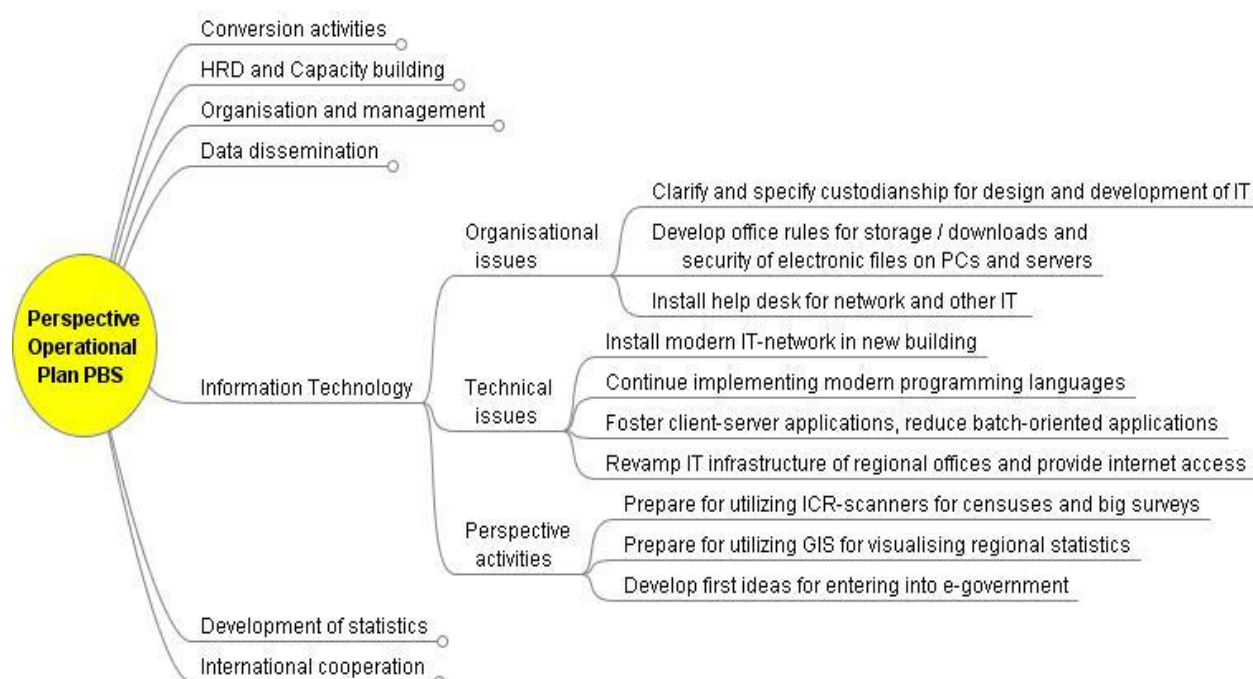 Conversion activities
HRD and Capacity building
Organisation and management
Data dissemination
Perspective
Operational
Plan PBS
Information Technology
Organisational
issues
Clarify and specify custodianship for design and development of IT
Develop office rules for storage / downloads and
security of electronic files on PCs and servers
Install help desk for network and other IT
Technical
issues
Install modern IT-network in new building
Continue implementing modern programming languages
Foster client-server applications, reduce batch-oriented applications
Revamp IT infrastructure of regional offices and provide internet access
Perspective
activities
Prepare for utilizing ICR-scanners for censuses and big surveys
Prepare for utilizing GIS for visualising regional statistics
Develop first ideas for entering into e-government
Development of statistics
International cooperation